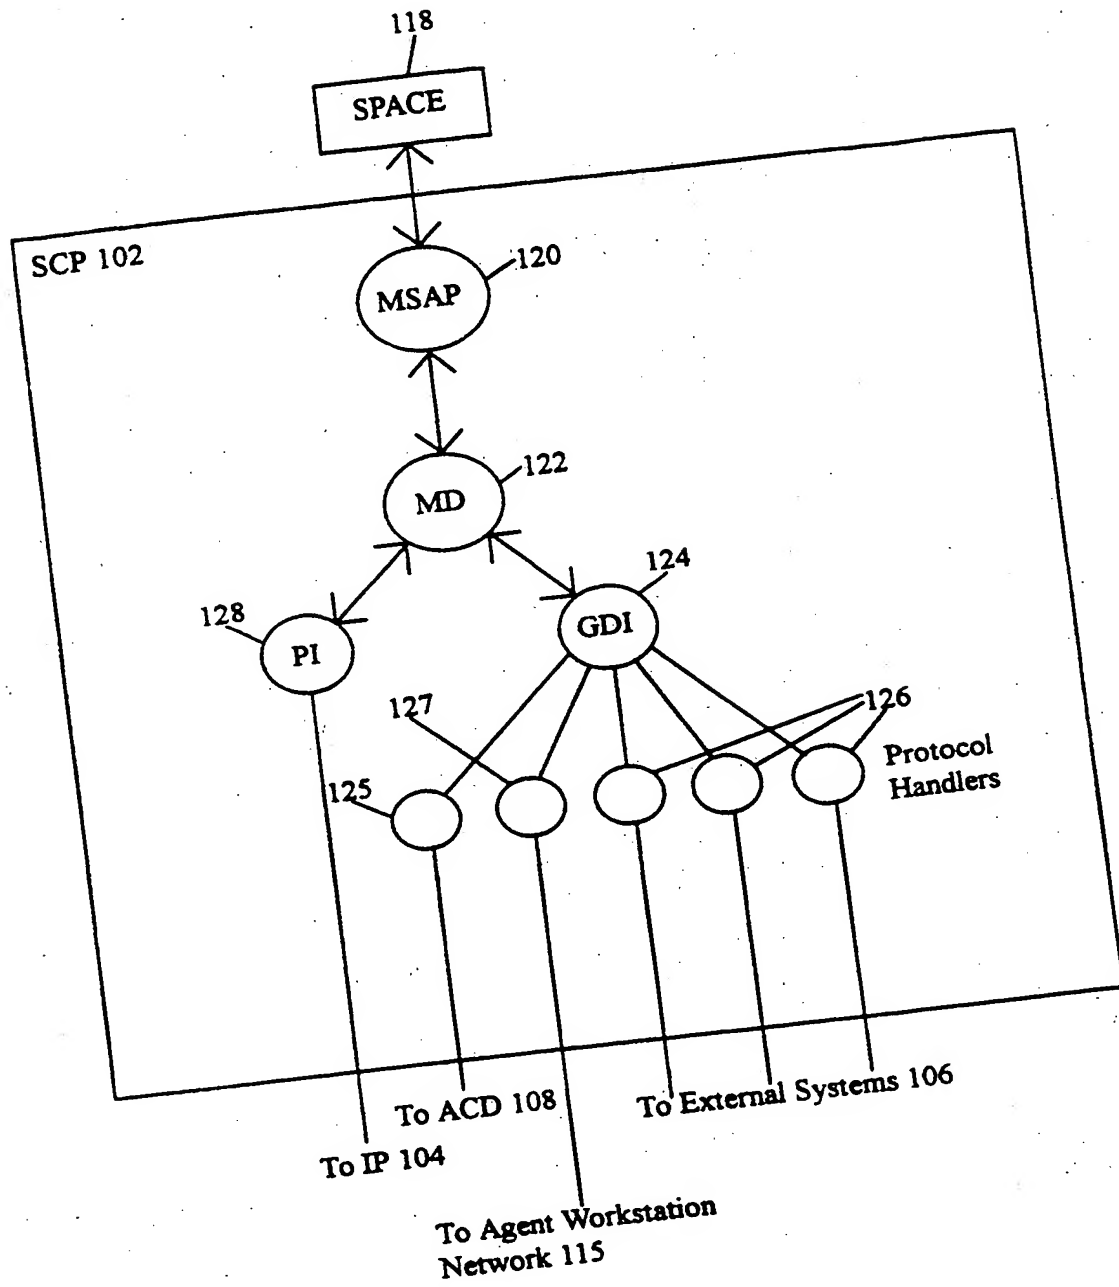 118
SPACE
SCP 102
120
MSAP
122
MD
124
128
GDI
PI
127
126
Protocol
Handlers
125
To ACD 108
To External Systems 106
To IP 104
To Agent Workstation
Network 115